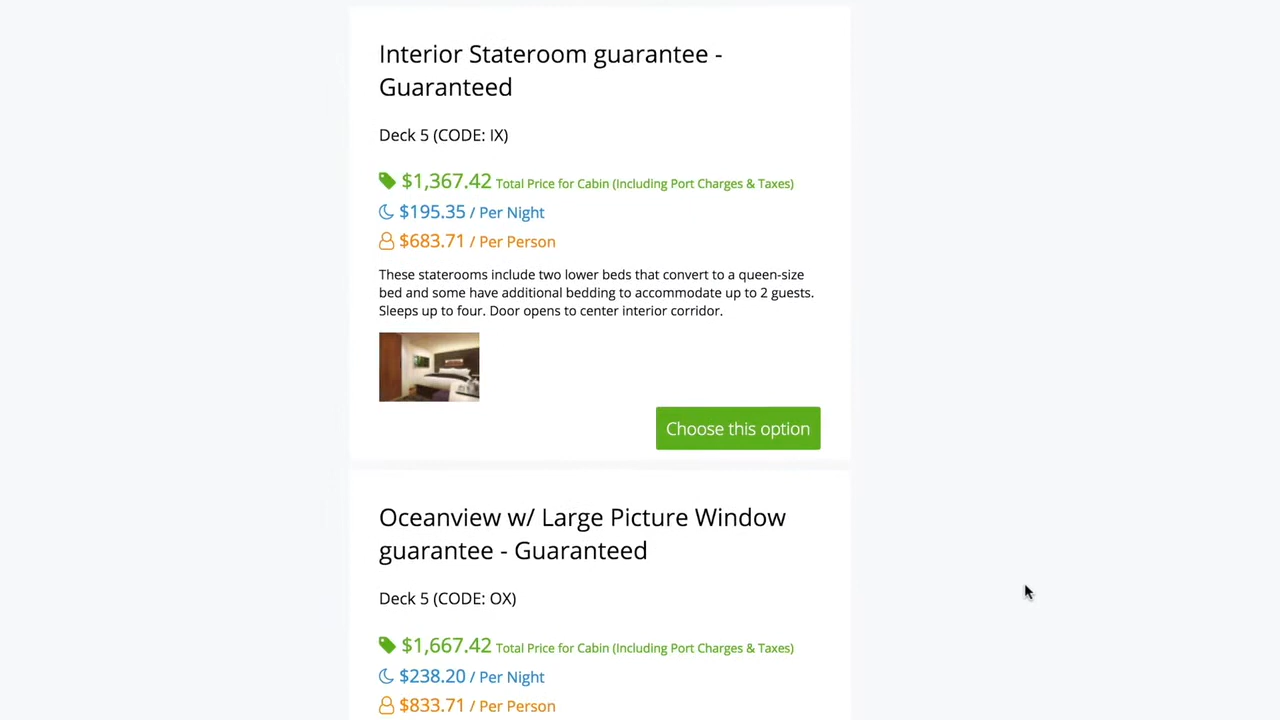 Interior Stateroom guarantee -
Guaranteed
Deck 5 (CODE: IX)
$1,367.42 Total Price for Cabin (Including Port Charges & Taxes)
$195.35 / Per Night
$683.71 / Per Person
These staterooms include two lower beds that convert to a queen-size
bed and some have additional bedding to accommodate up to 2 guests.
Sleeps up to four. Door opens to center interior corridor.
Choose this option
Oceanview w/ Large Picture Window
guarantee - Guaranteed
Deck 5 (CODE: OX)
$1,667.42 Total Price for Cabin (Including Port Charges & Taxes)
$238.20 / Per Night
$833.71 / Per Person